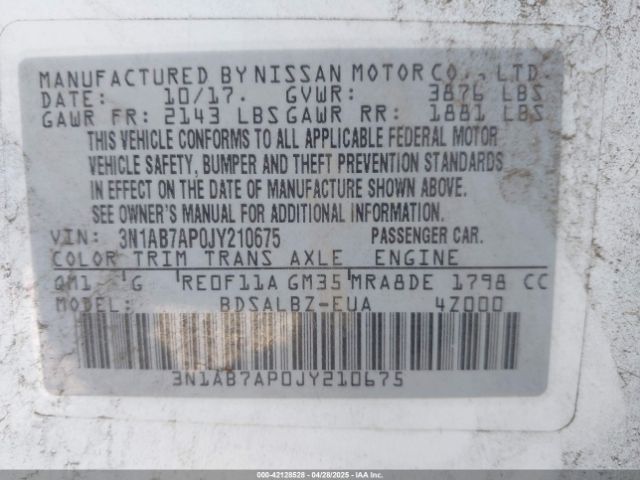 MANUFACTURED BY NISSAN MOTOR CO., LTD.
DATE: 10/17. GVWR: 3876 LBS
GAWR FR: 2143 LBS GAWR RR: 1881 LBS
THIS VEHICLE CONFORMS TO ALL APPLICABLE FEDERAL MOTOR
VEHICLE SAFETY, BUMPER AND THEFT PREVENTION STANDARDS
IN EFFECT ON THE DATE OF MANUFACTURE SHOWN ABOVE.
SEE OWNER'S MANUAL FOR ADDITIONAL INFORMATION
VIN: 3N1AB7AP0JY210675 PASSENGER CAR.
COLOR TRIM TRANS AXLE ENGINE
QM1 G RE0F11A GM35 MRA8DE 1798 CC
MODEL: BDSALBZ-EUA 4Z000
3N1AB7AP0JY210675
000-42128528 04/28/2025 IAA Inc.